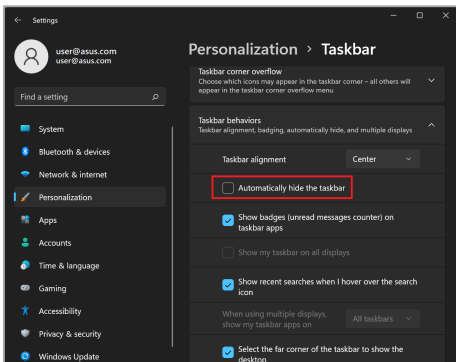 Settings
user@asus.com
user@asus.com
Find a setting
System
Bluetooth & devices
Network & internet
Personalization
Apps
Accounts
Time & language
Gaming
Accessibility
Privacy & security
Windows Update
Personalization > Taskbar
Taskbar corner overflow
Choose which icons may appear in the taskbar corner – all others will
appear in the taskbar corner overflow menu
Taskbar behaviors
Taskbar alignment, badging, automatically hide, and multiple displays
Taskbar alignment
Center
Automatically hide the taskbar
Show badges (unread messages counter) on
taskbar apps
Show my taskbar on all displays
Show recent searches when I hover over the search
icon
When using multiple displays,
show my taskbar apps on
All taskbars
Select the far corner of the taskbar to show the
desktop